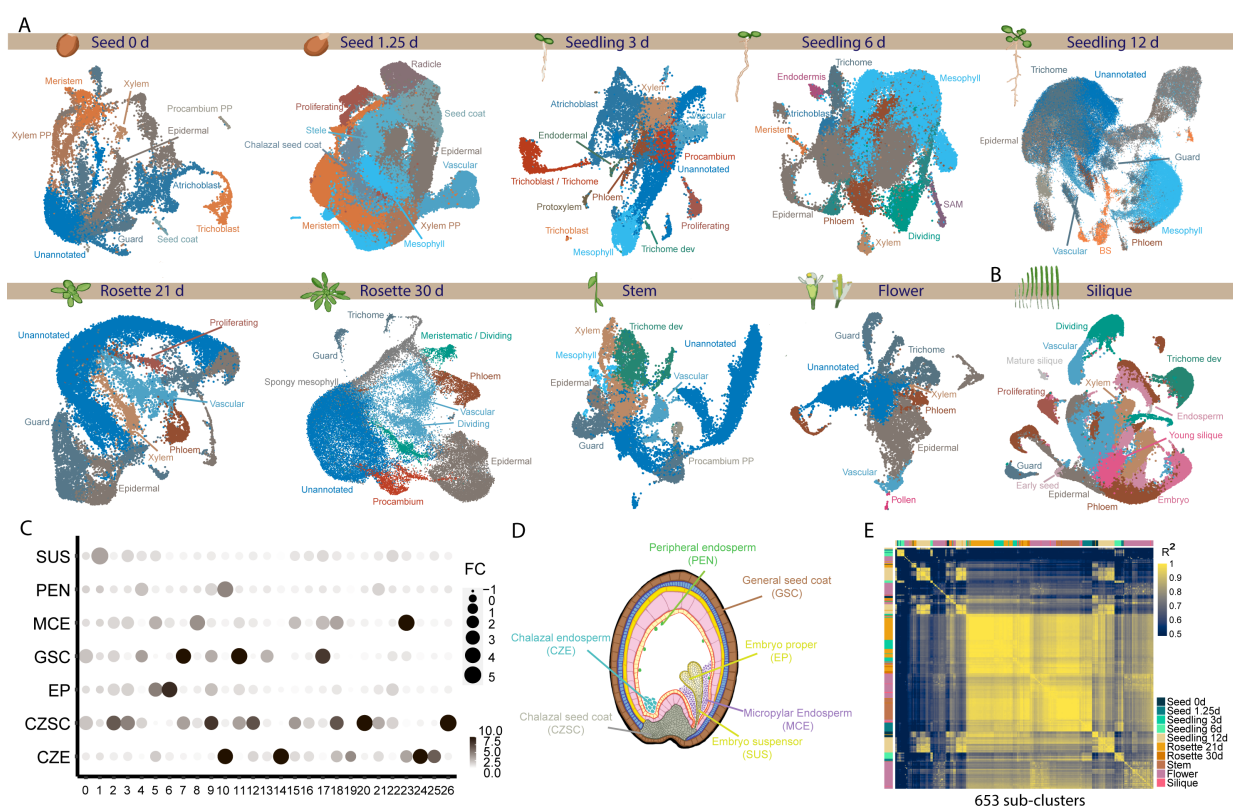 A
Seed 0 d
Seed 1.25 d
Seedling 3 d
Seedling 6 d
Seedling 12 d
Meristem
Xylem
Procambium PP
Epidermal
Xylem PP
Atrichoblast
Trichoblast
Guard
Seed coat
Unannotated
Radicle
Proliferating
Seed coat
Stele
Chalazal seed coat
Epidermal
Vascular
Meristem
Xylem PP
Mesophyll
Xylem
Atrichoblast
Vascular
Endodermal
Procambium
Unannotated
Trichoblast / Trichome
Phloem
Protoxylem
Proliferating
Trichoblast
Trichome dev
Mesophyll
Trichome
Endodermis
Mesophyll
Atrichoblast
Meristem
SAM
Epidermal
Phloem
Dividing
Xylem
Trichome
Unannotated
Epidermal
Guard
Mesophyll
Phloem
Vascular
BS
Rosette 21 d
Rosette 30 d
Stem
Flower
B
Silique
Proliferating
Unannotated
Vascular
Guard
Phloem
Xylem
Epidermal
Trichome
Meristematic / Dividing
Guard
Spongy mesophyll
Phloem
Vascular
Dividing
Epidermal
Unannotated
Procambium
Xylem
Trichome dev
Unannotated
Mesophyll
Epidermal
Vascular
Guard
Procambium PP
Guard
Trichome
Unannotated
Xylem
Phloem
Epidermal
Vascular
Pollen
Dividing
Vascular
Mature silique
Trichome dev
Xylem
Proliferating
Endosperm
Young silique
Guard
Early seed
Epidermal
Embryo
Phloem
C
SUS
PEN
MCE
GSC
EP
CZSC
CZE
0 1 2 3 4 5 6 7 8 9 10 11 12 13 14 15 16 17 18 19 20 21 22 23 24 25 26
FC
−1
0
1
2
3
4
5
10.0
7.5
5.0
2.5
0.0
D
Peripheral endosperm
(PEN)
General seed coat
(GSC)
Chalazal endosperm
(CZE)
Embryo proper
(EP)
Chalazal seed coat
(CZSC)
Micropylar Endosperm
(MCE)
Embryo suspensor
(SUS)
E
R²
1
0.9
0.8
0.7
0.6
0.5
Seed 0d
Seed 1.25d
Seedling 3d
Seedling 6d
Seedling 12d
Rosette 21d
Rosette 30d
Stem
Flower
Silique
653 sub-clusters